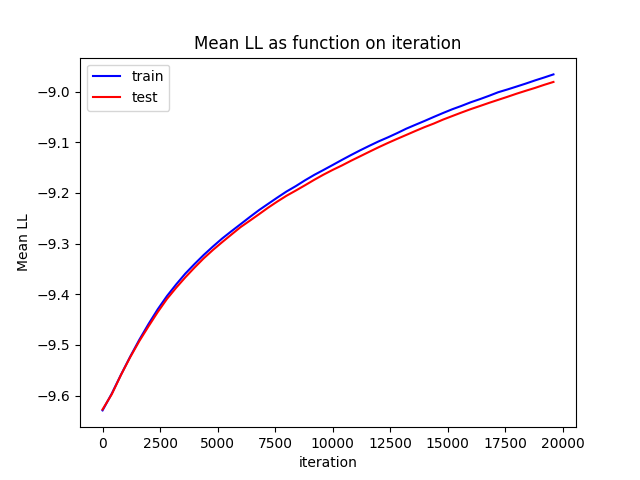 Mean LL as function on iteration
train
test
Mean LL
−9.0
−9.1
−9.2
−9.3
−9.4
−9.5
−9.6
0 2500 5000 7500 10000 12500 15000 17500 20000
iteration